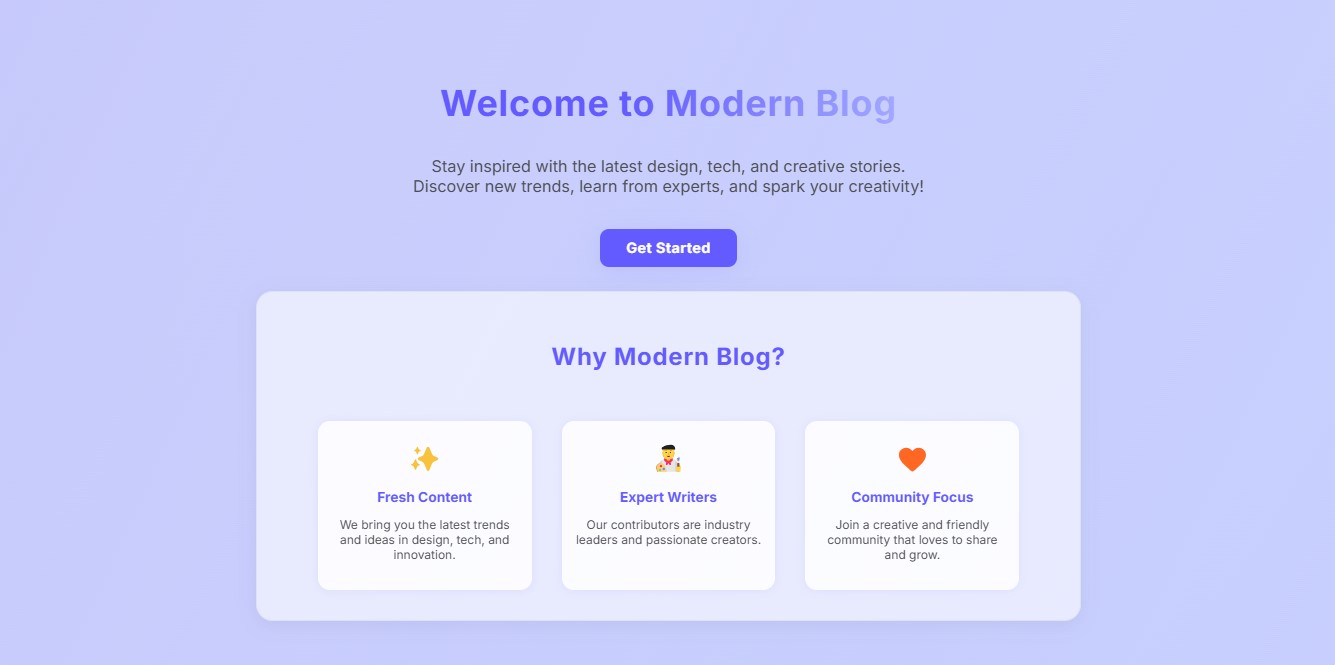 Welcome to Modern Blog
Stay inspired with the latest design, tech, and creative stories.
Discover new trends, learn from experts, and spark your creativity!
Get Started
Why Modern Blog?
Fresh Content
We bring you the latest trends
and ideas in design, tech, and
innovation.
Expert Writers
Our contributors are industry
leaders and passionate creators.
Community Focus
Join a creative and friendly
community that loves to share
and grow.